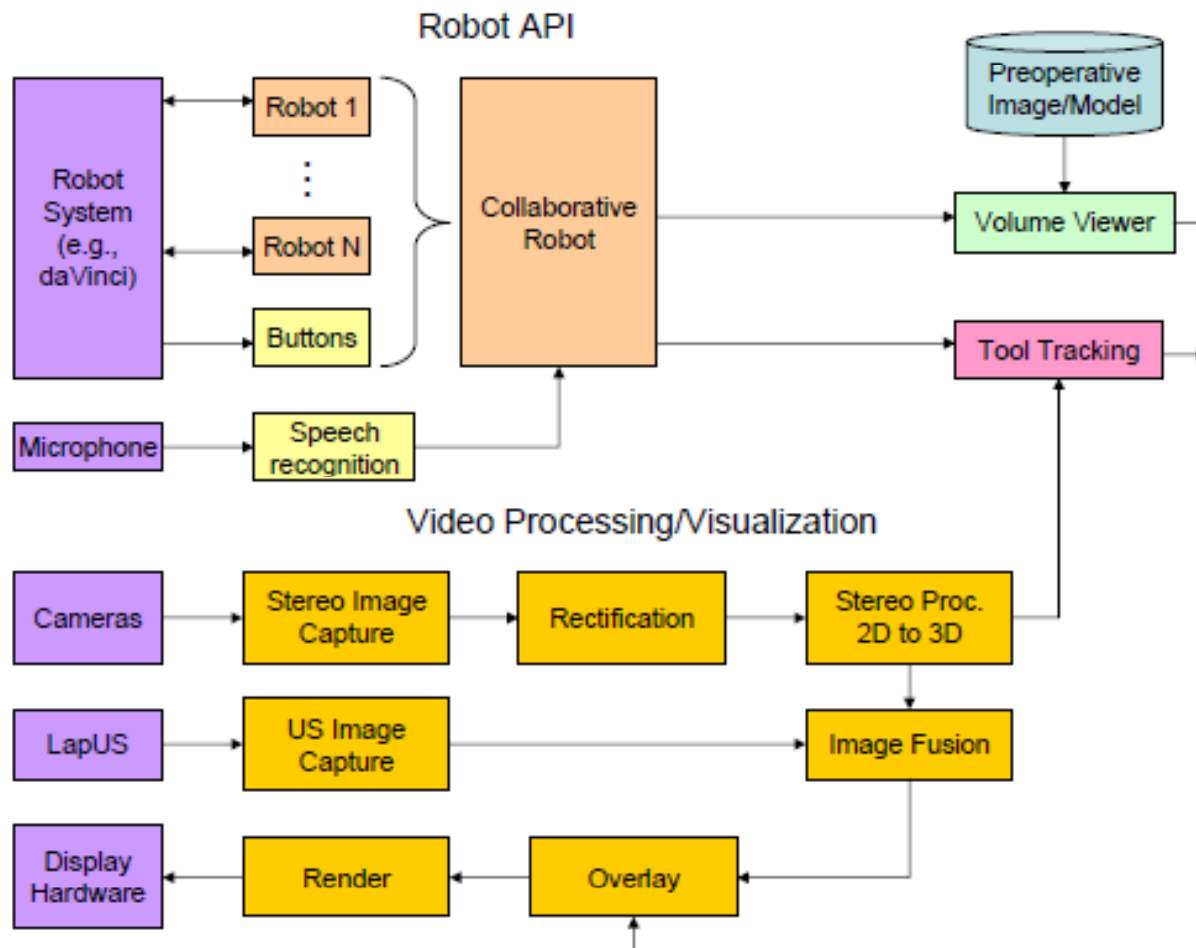 Robot API
Preoperative
Image/Model
Robot 1
Robot
System
(e.g.,
daVinci)
Collaborative
Robot
Robot N
Volume Viewer
Buttons
Tool Tracking
Microphone
Speech
recognition
Video Processing/Visualization
Cameras
Stereo Image
Capture
Rectification
Stereo Proc.
2D to 3D
LapUS
US Image
Capture
Image Fusion
Display
Hardware
Render
Overlay